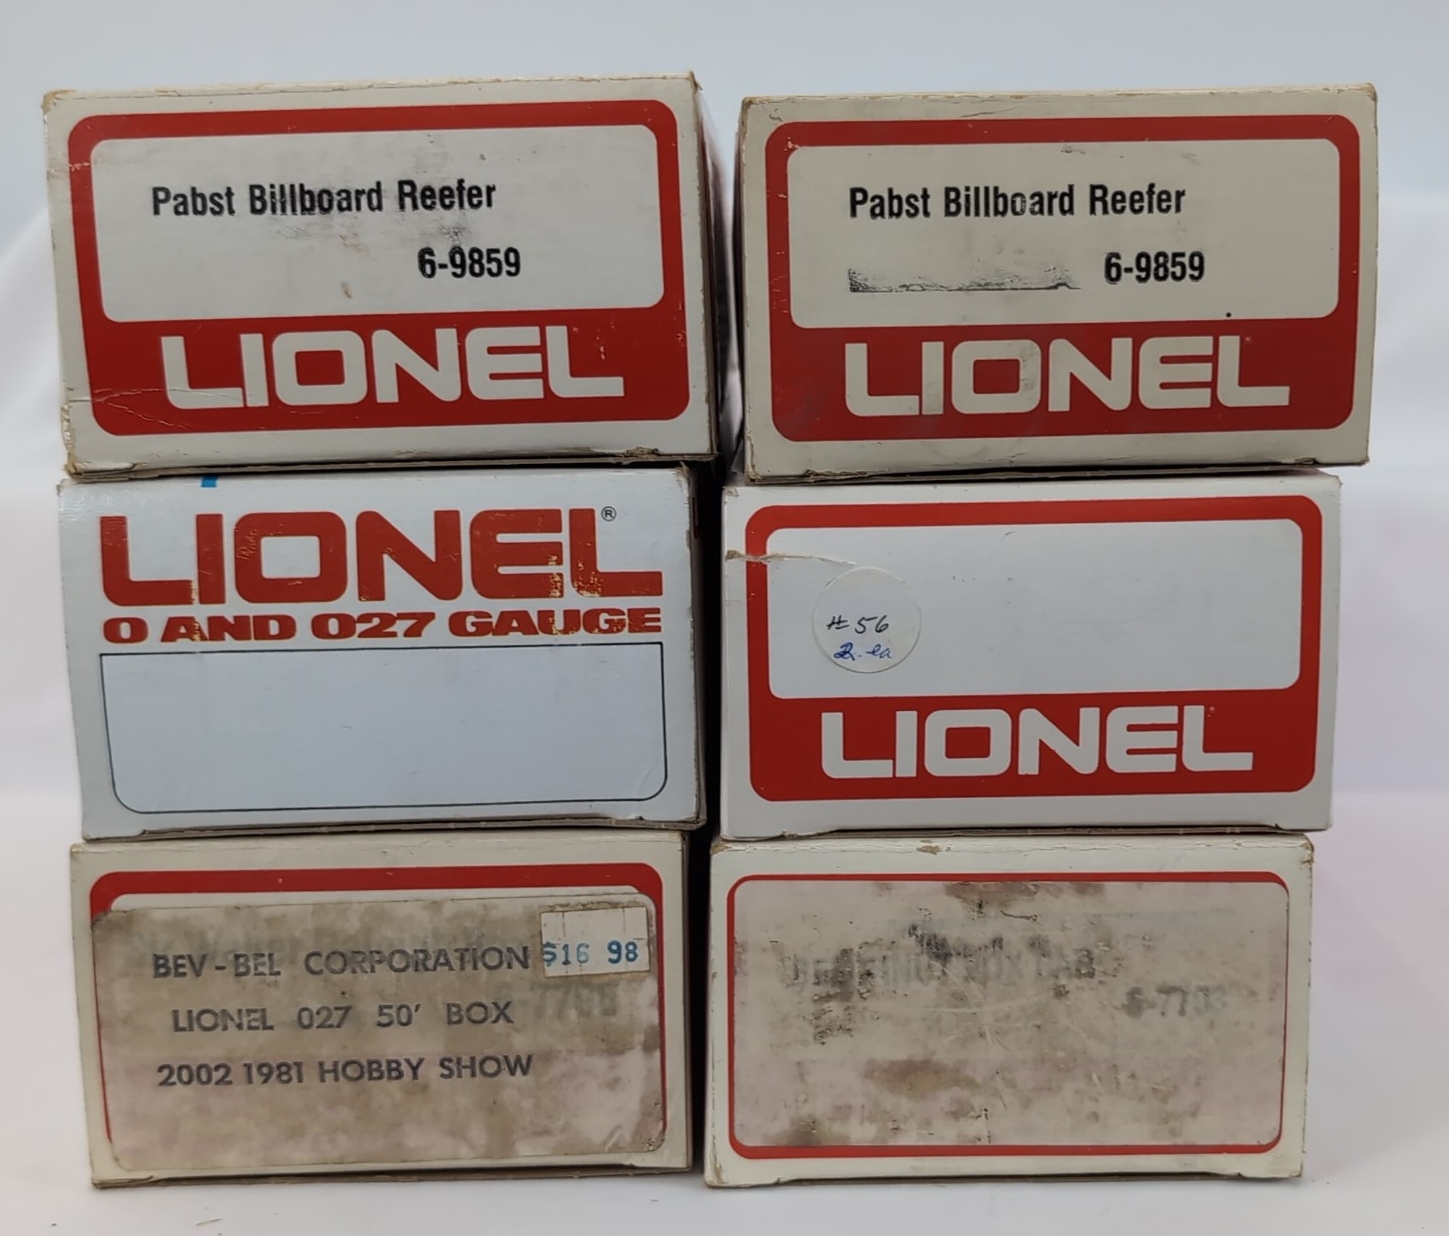 Pabst Billboard Reefer
6-9859
LIONEL
Pabst Billboard Reefer
6-9859
LIONEL
LIONEL®
O AND O27 GAUGE
#56
LIONEL
BEV-BEL CORPORATION $16 98
LIONEL 027 50' BOX
2002 1981 HOBBY SHOW